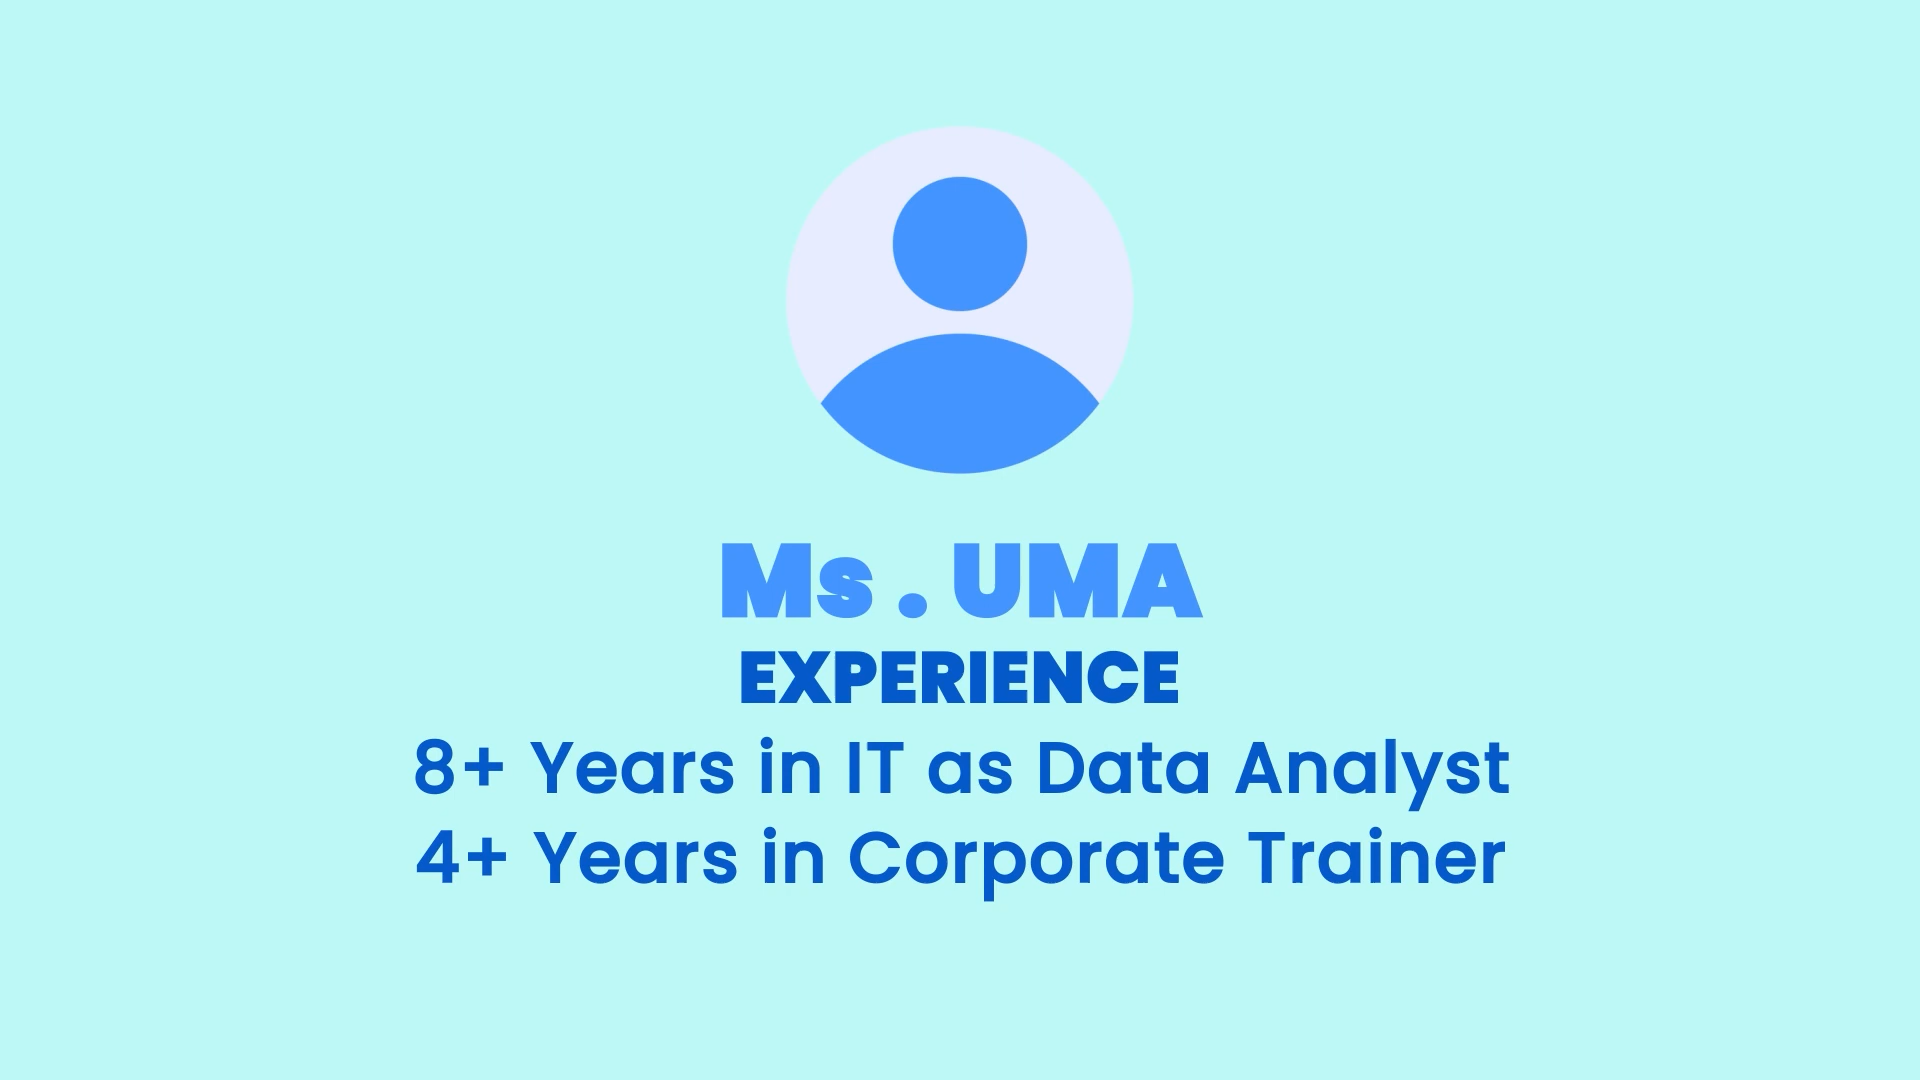 Ms . UMA
EXPERIENCE
8+ Years in IT as Data Analyst
4+ Years in Corporate Trainer